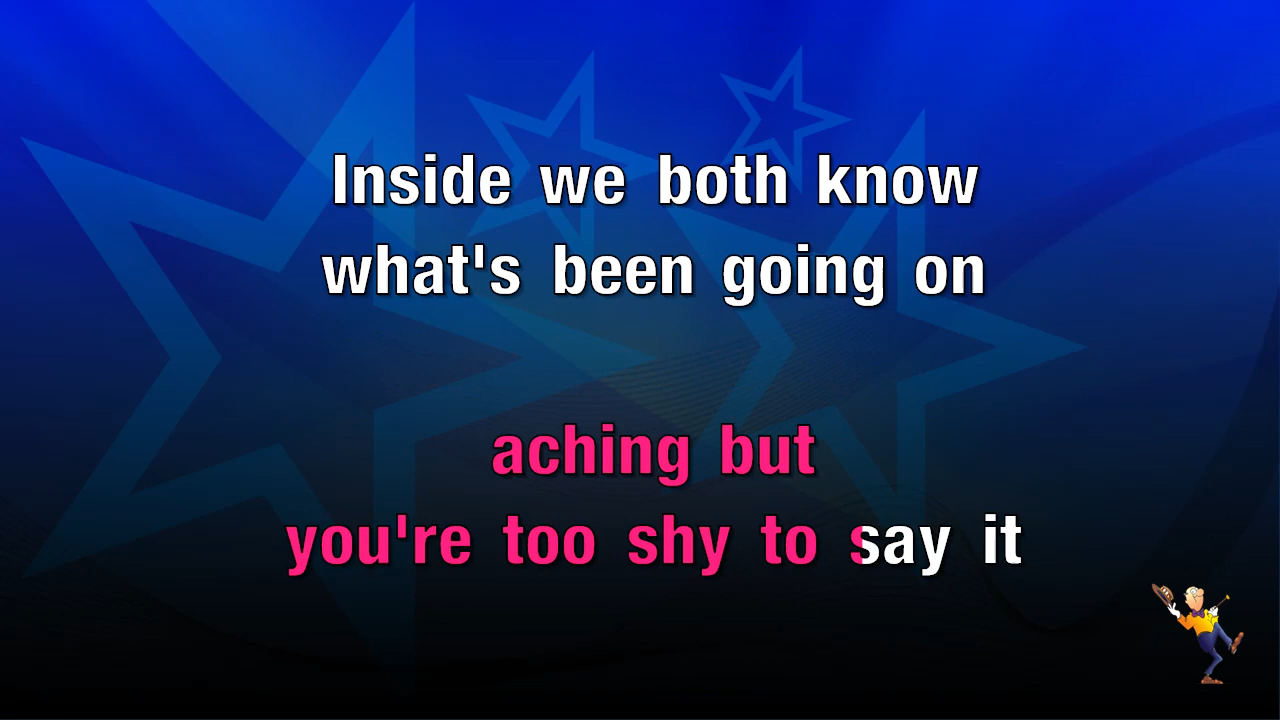 Inside we both know
what's been going on
aching but
you're too shy to say it